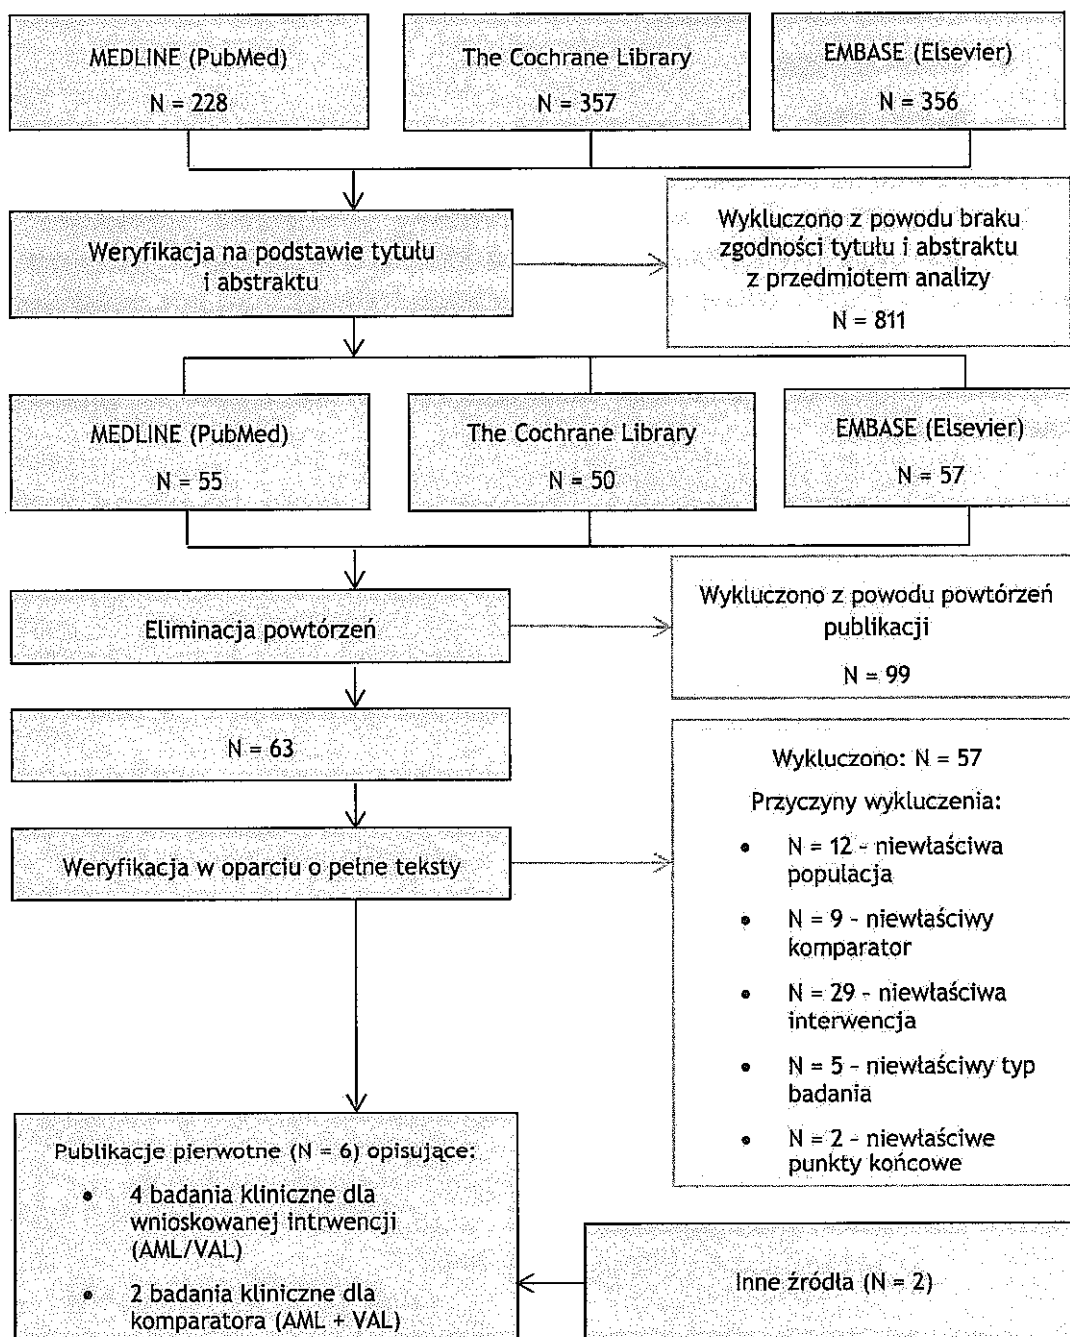 MEDLINE (PubMed)
N = 228
The Cochrane Library
N = 357
EMBASE (Elsevier)
N = 356
Weryfikacja na podstawie tytułu
i abstraktu
Wykluczono z powodu braku
zgodności tytułu i abstraktu
z przedmiotem analizy
N = 811
MEDLINE (PubMed)
N = 55
The Cochrane Library
N = 50
EMBASE (Elsevier)
N = 57
Eliminacja powtórzeń
Wykluczono z powodu powtórzeń
publikacji
N = 99
N = 63
Weryfikacja w oparciu o pełne teksty
Wykluczono: N = 57
Przyczyny wykluczenia:
• N = 12 - niewłaściwa
populacja
• N = 9 - niewłaściwy
komparator
• N = 29 - niewłaściwa
interwencja
• N = 5 - niewłaściwy typ
badania
• N = 2 - niewłaściwe
punkty końcowe
Publikacje pierwotne (N = 6) opisujące:
• 4 badania kliniczne dla
wnioskowanej intrwencji
(AML/VAL)
• 2 badania kliniczne dla
komparatora (AML + VAL)
Inne źródła (N = 2)